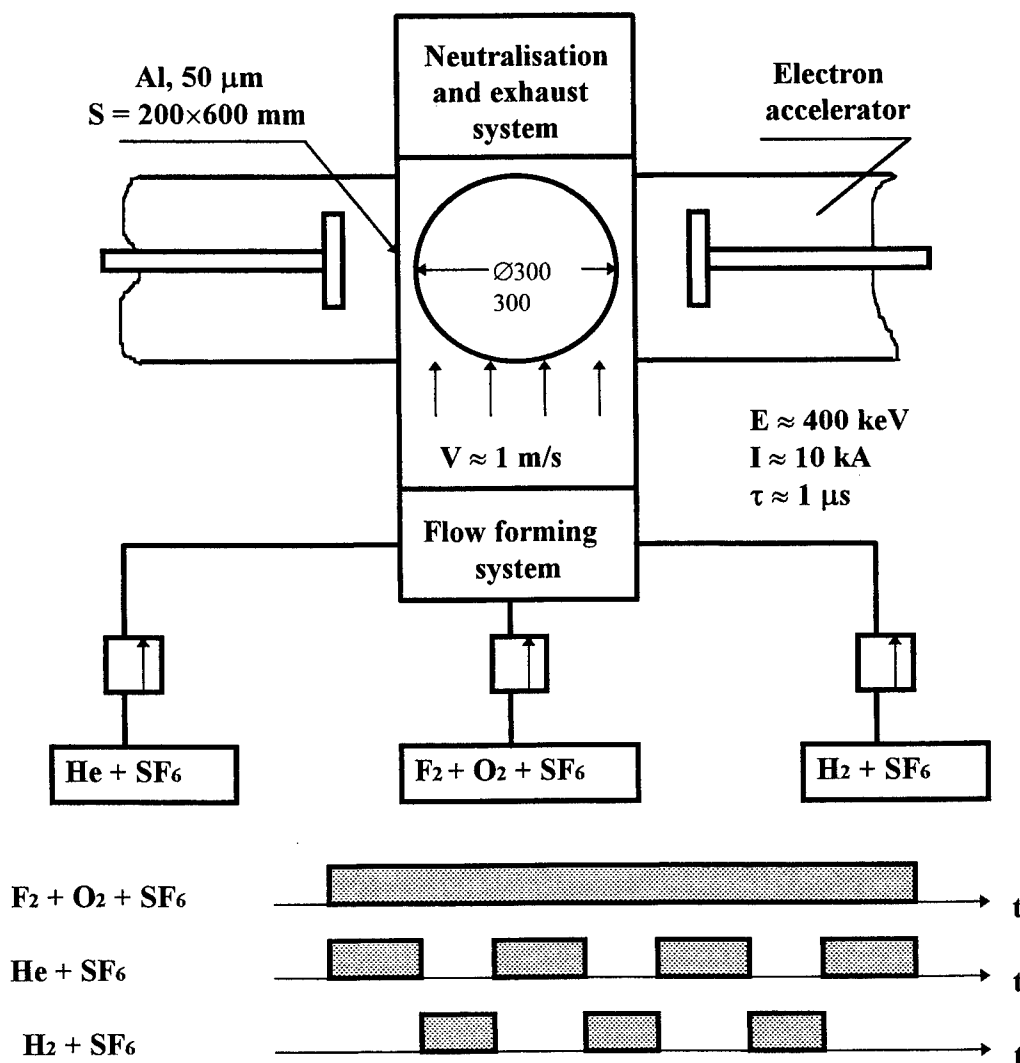 Neutralisation
and exhaust
system
Al, 50 μm
S = 200×600 mm
Electron
accelerator
Ø300
300
V ≈ 1 m/s
E ≈ 400 keV
I ≈ 10 kA
τ ≈ 1 μs
Flow forming
system
He + SF₆
F₂ + O₂ + SF₆
H₂ + SF₆
F₂ + O₂ + SF₆
t
He + SF₆
t
H₂ + SF₆
t